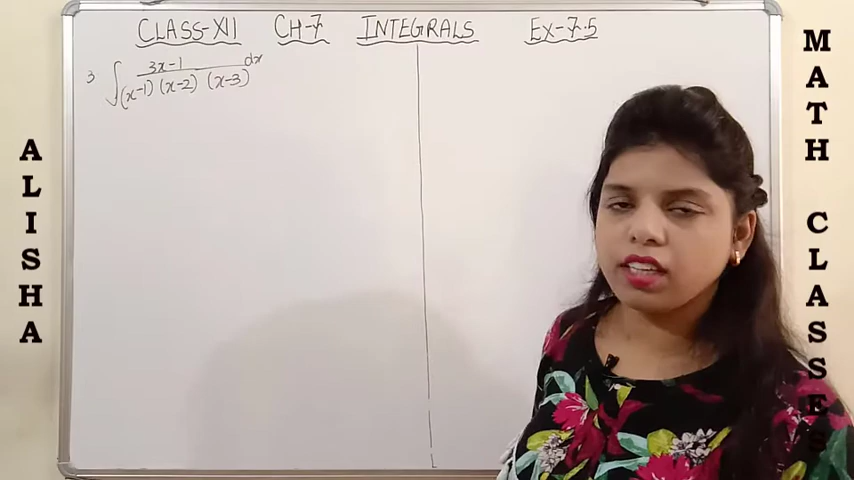 CLASS-XII CH-7 INTEGRALS EX-7.5
3 ∫ 3x-1 dx
(x-1) (x-2) (x-3)
ALISHA
MATH CLASSES